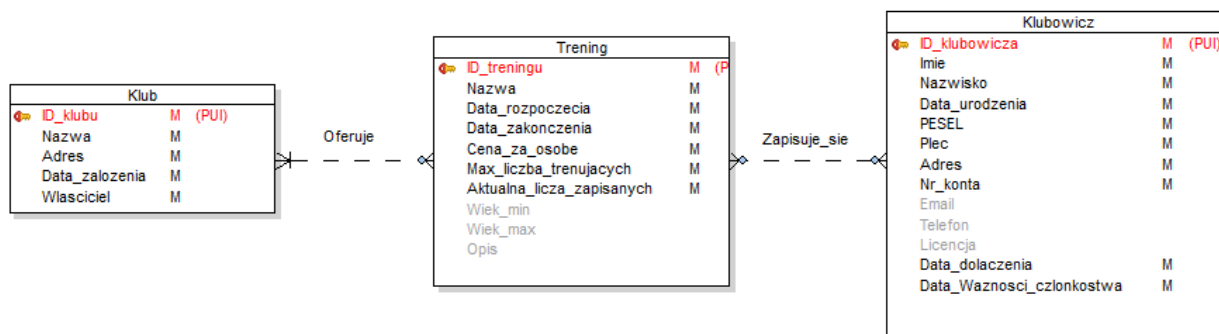 Klub
ID_klubu M (PUI)
Nazwa M
Adres M
Data_zalozenia M
Wlasciciel M
Oferuje
Trening
ID_treningu M (P
Nazwa M
Data_rozpoczecia M
Data_zakonczenia M
Cena_za_osobe M
Max_liczba_trenujacych M
Aktualna_licza_zapisanych M
Wiek_min
Wiek_max
Opis
Zapisuje_sie
Klubowicz
ID_klubowicza M (PUI)
Imie M
Nazwisko M
Data_urodzenia M
PESEL M
Plec M
Adres M
Nr_konta M
Email
Telefon
Licencja
Data_dolaczenia M
Data_Waznosci_czlonkostwa M